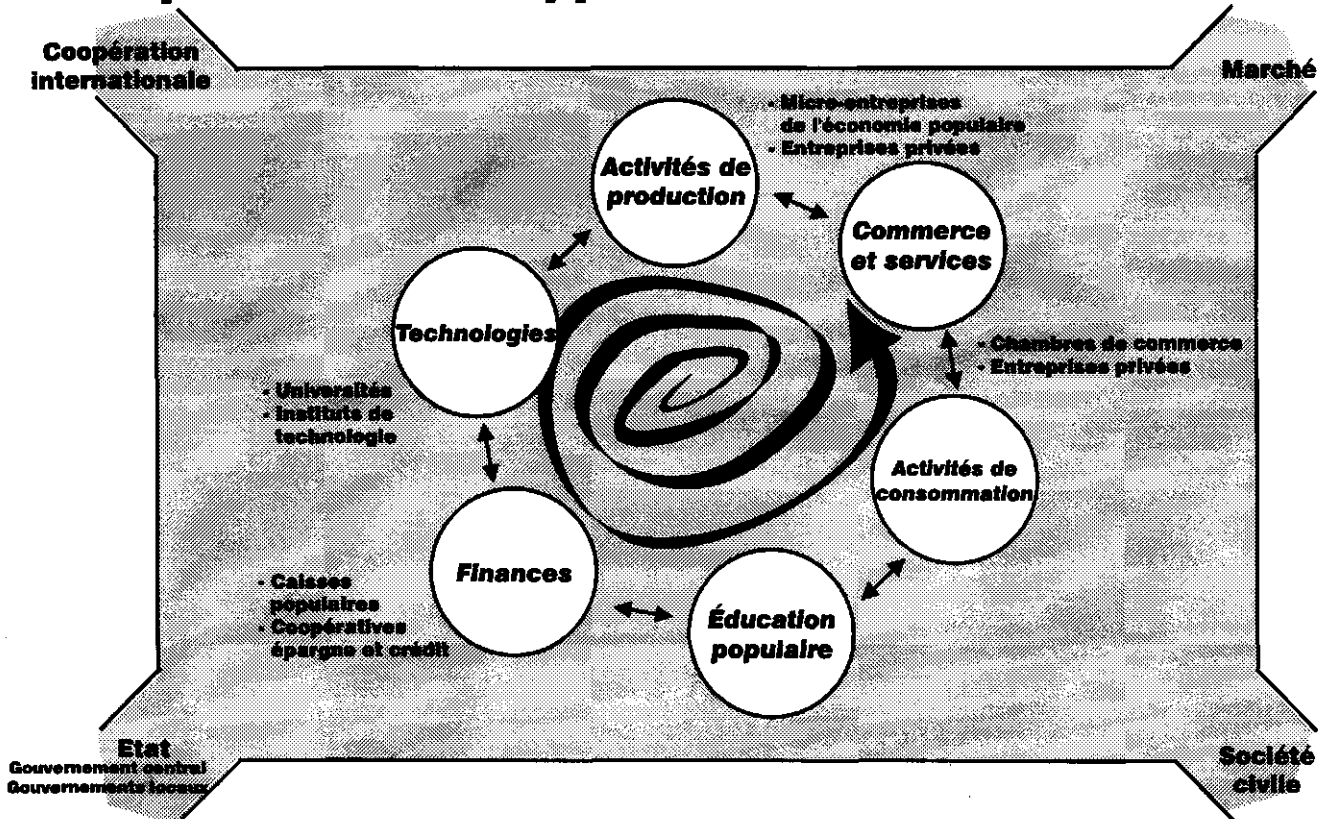 Coopération
internationale
Marché
- Micro-entreprises
de l'économie populaire
- Entreprises privées
Activités de
production
Commerce
et services
Technologies
- Chambres de commerce
- Entreprises privées
- Universités
- Instituts de
technologie
Activités de
consommation
Finances
- Caisses
populaires
- Coopératives
épargne et crédit
Éducation
populaire
Etat
Gouvernement central
Gouvernements locaux
Société
civile